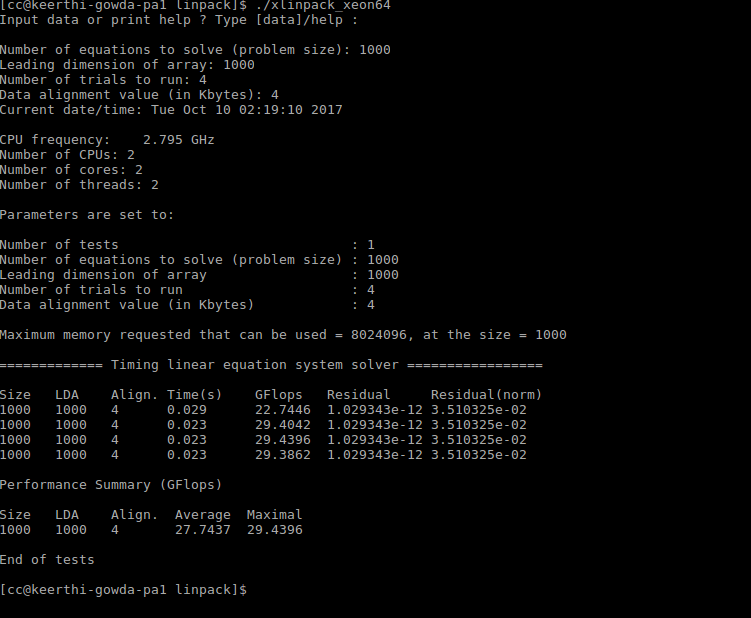 [cc@keerthi-gowda-pa1 linpack]$ ./xlinpack_xeon64
Input data or print help ? Type [data]/help :
Number of equations to solve (problem size): 1000
Leading dimension of array: 1000
Number of trials to run: 4
Data alignment value (in Kbytes): 4
Current date/time: Tue Oct 10 02:19:10 2017
CPU frequency:    2.795 GHz
Number of CPUs: 2
Number of cores: 2
Number of threads: 2
Parameters are set to:
Number of tests                             : 1
Number of equations to solve (problem size) : 1000
Leading dimension of array                  : 1000
Number of trials to run                     : 4
Data alignment value (in Kbytes)            : 4
Maximum memory requested that can be used = 8024096, at the size = 1000
============= Timing linear equation system solver =================
Size   LDA    Align. Time(s)    GFlops   Residual     Residual(norm)
1000   1000   4      0.029      22.7446  1.029343e-12 3.510325e-02
1000   1000   4      0.023      29.4042  1.029343e-12 3.510325e-02
1000   1000   4      0.023      29.4396  1.029343e-12 3.510325e-02
1000   1000   4      0.023      29.3862  1.029343e-12 3.510325e-02
Performance Summary (GFlops)
Size   LDA    Align.  Average  Maximal
1000   1000   4       27.7437  29.4396
End of tests
[cc@keerthi-gowda-pa1 linpack]$